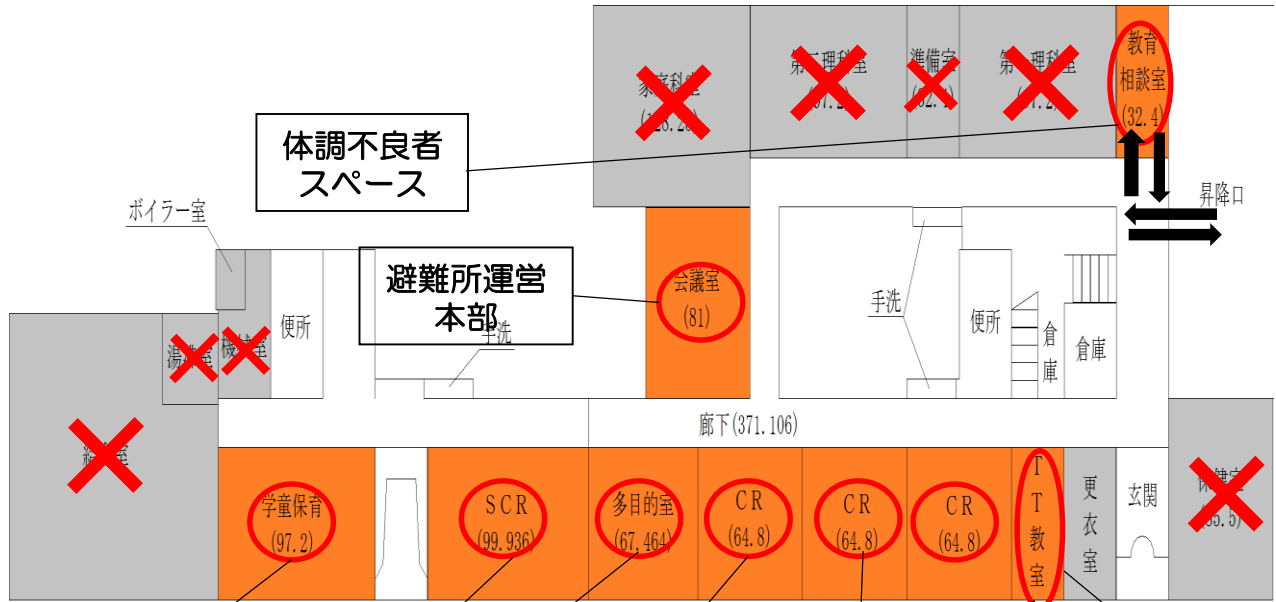 教育
相談室
(32.4)
体調不良者
スペース
昇降口
ボイラー室
避難所運営
本部
会議室
(81)
手洗
便所
倉庫
倉庫
便所
手洗
廊下(371.106)
学童保育
(97.2)
SCR
(99.936)
多目的室
(67,464)
CR
(64.8)
CR
(64.8)
CR
(64.8)
TT教室
更衣室
玄関